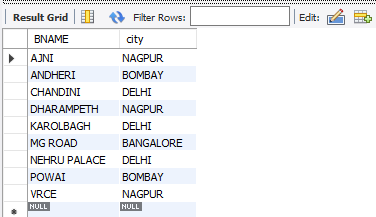 Result Grid Filter Rows: Edit:
BNAME city
AJNI NAGPUR
ANDHERI BOMBAY
CHANDINI DELHI
DHARAMPETH NAGPUR
KAROLBAGH DELHI
MG ROAD BANGALORE
NEHRU PALACE DELHI
POWAI BOMBAY
VRCE NAGPUR
NULL NULL